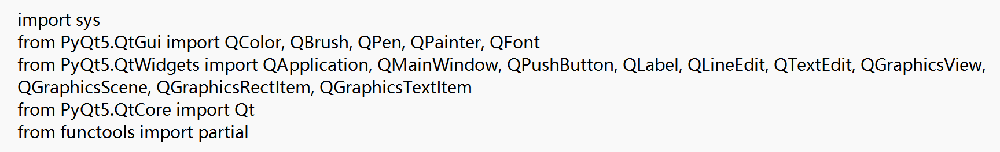 import sys
from PyQt5.QtGui import QColor, QBrush, QPen, QPainter, QFont
from PyQt5.QtWidgets import QApplication, QMainWindow, QPushButton, QLabel, QLineEdit, QTextEdit, QGraphicsView,
QGraphicsScene, QGraphicsRectItem, QGraphicsTextItem
from PyQt5.QtCore import Qt
from functools import partial